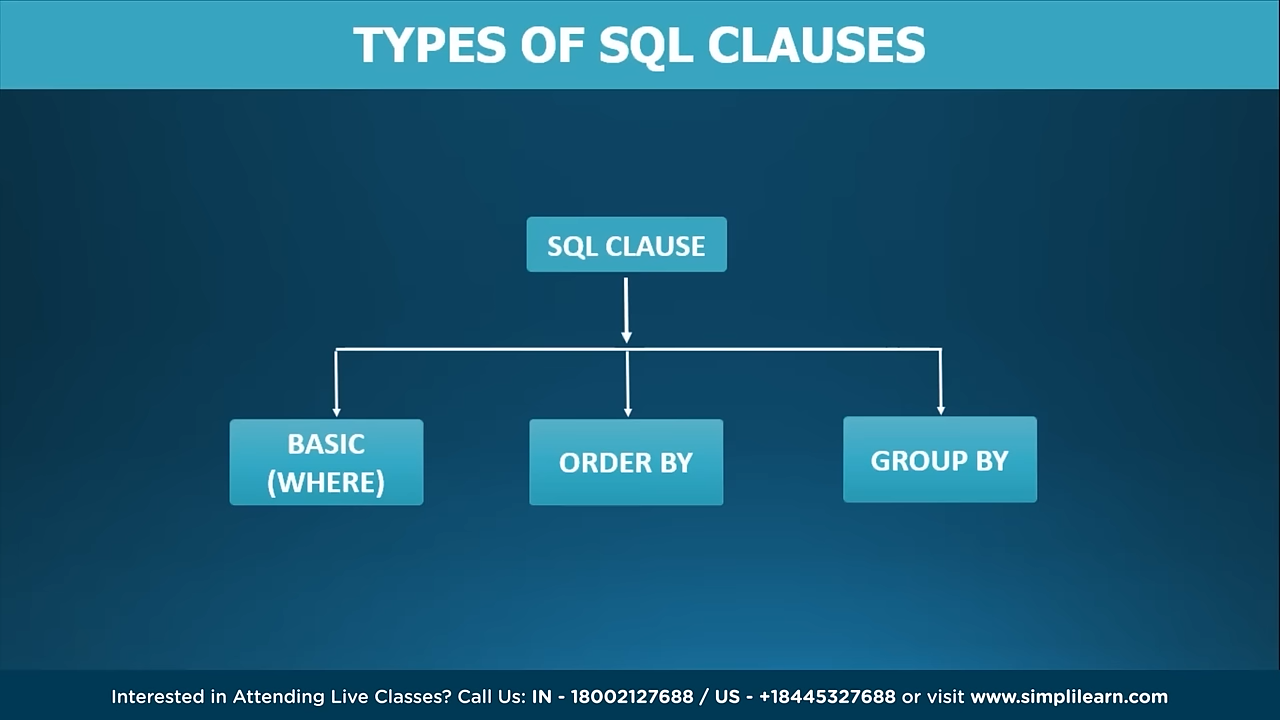 TYPES OF SQL CLAUSES
SQL CLAUSE
BASIC
(WHERE)
ORDER BY
GROUP BY
Interested in Attending Live Classes? Call Us: IN - 18002127688 / US - +18445327688 or visit www.simplilearn.com